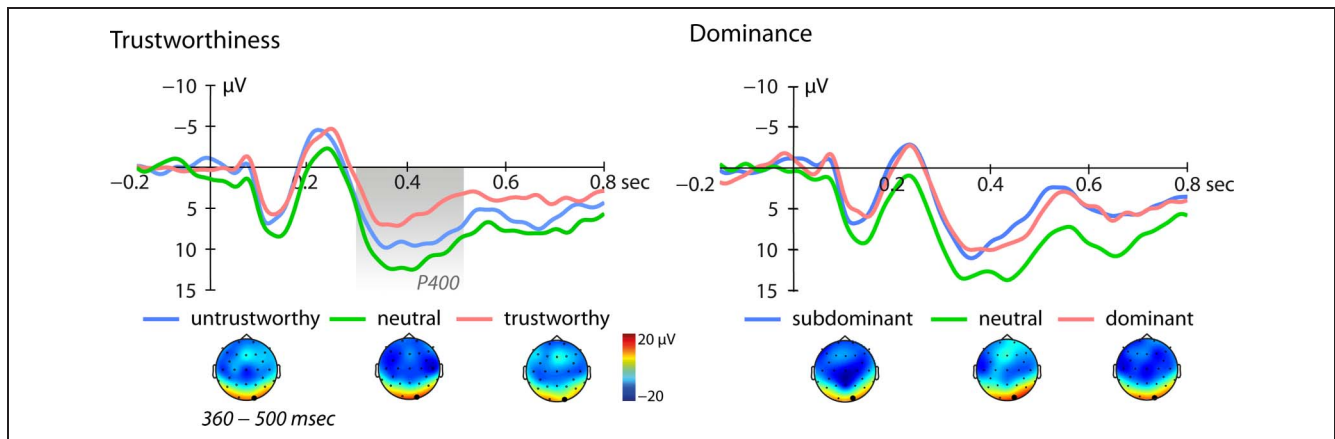 Trustworthiness
−10 µV
−5
−0.2 0.2 0.4 0.6 0.8 sec
5
10
15
P400
untrustworthy neutral trustworthy
20 µV
−20
360 – 500 msec
Dominance
−10 µV
−5
−0.2 0.2 0.4 0.6 0.8 sec
5
10
15
subdominant neutral dominant